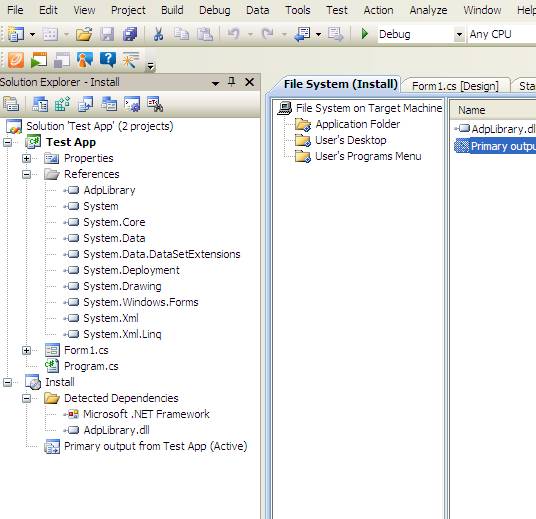 File Edit View Project Build Debug Data Tools Test Action Analyze Window Help
Debug Any CPU
Solution Explorer - Install
File System (Install) Form1.cs [Design] Sta
Solution 'Test App' (2 projects)
Test App
Properties
References
AdpLibrary
System
System.Core
System.Data
System.Data.DataSetExtensions
System.Deployment
System.Drawing
System.Windows.Forms
System.Xml
System.Xml.Linq
Form1.cs
Program.cs
Install
Detected Dependencies
Microsoft .NET Framework
AdpLibrary.dll
Primary output from Test App (Active)
File System on Target Machine
Application Folder
User's Desktop
User's Programs Menu
Name
AdpLibrary.dl
Primary outpu